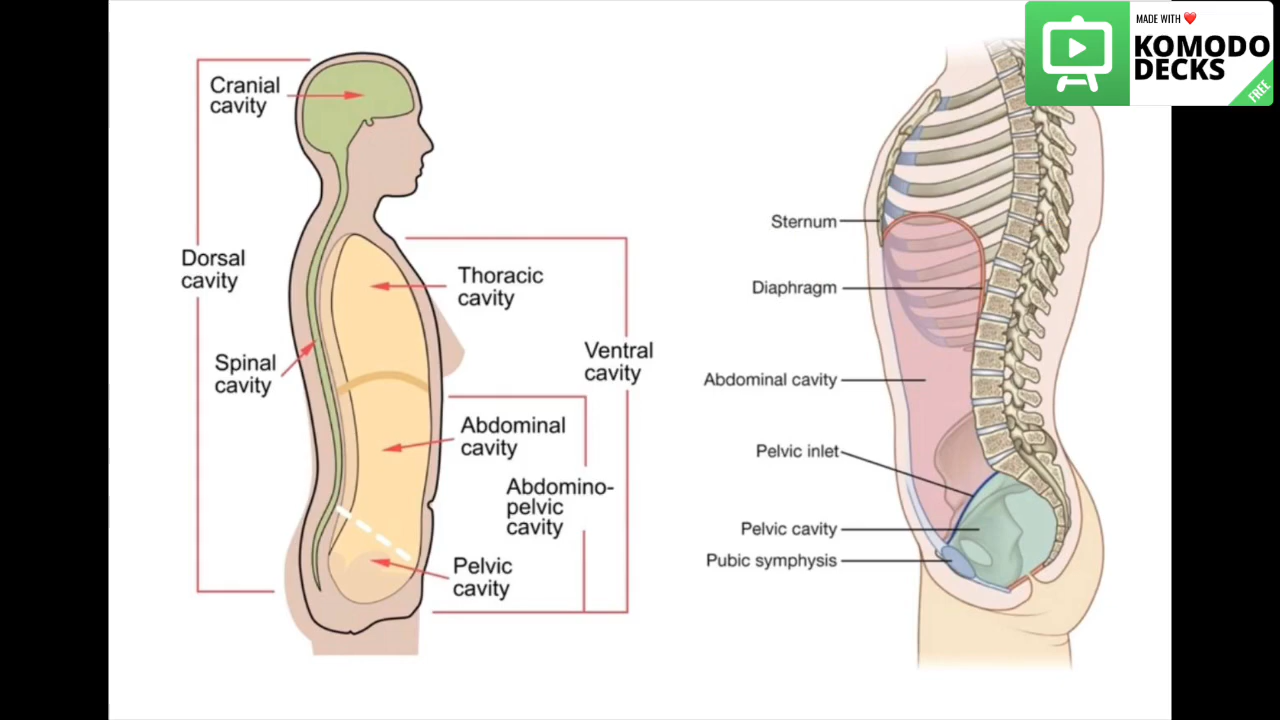 MADE WITH ❤️
KOMODO
DECKS
FREE
Cranial
cavity
Dorsal
cavity
Spinal
cavity
Thoracic
cavity
Ventral
cavity
Abdominal
cavity
Abdomino-
pelvic
cavity
Pelvic
cavity
Sternum
Diaphragm
Abdominal cavity
Pelvic inlet
Pelvic cavity
Pubic symphysis